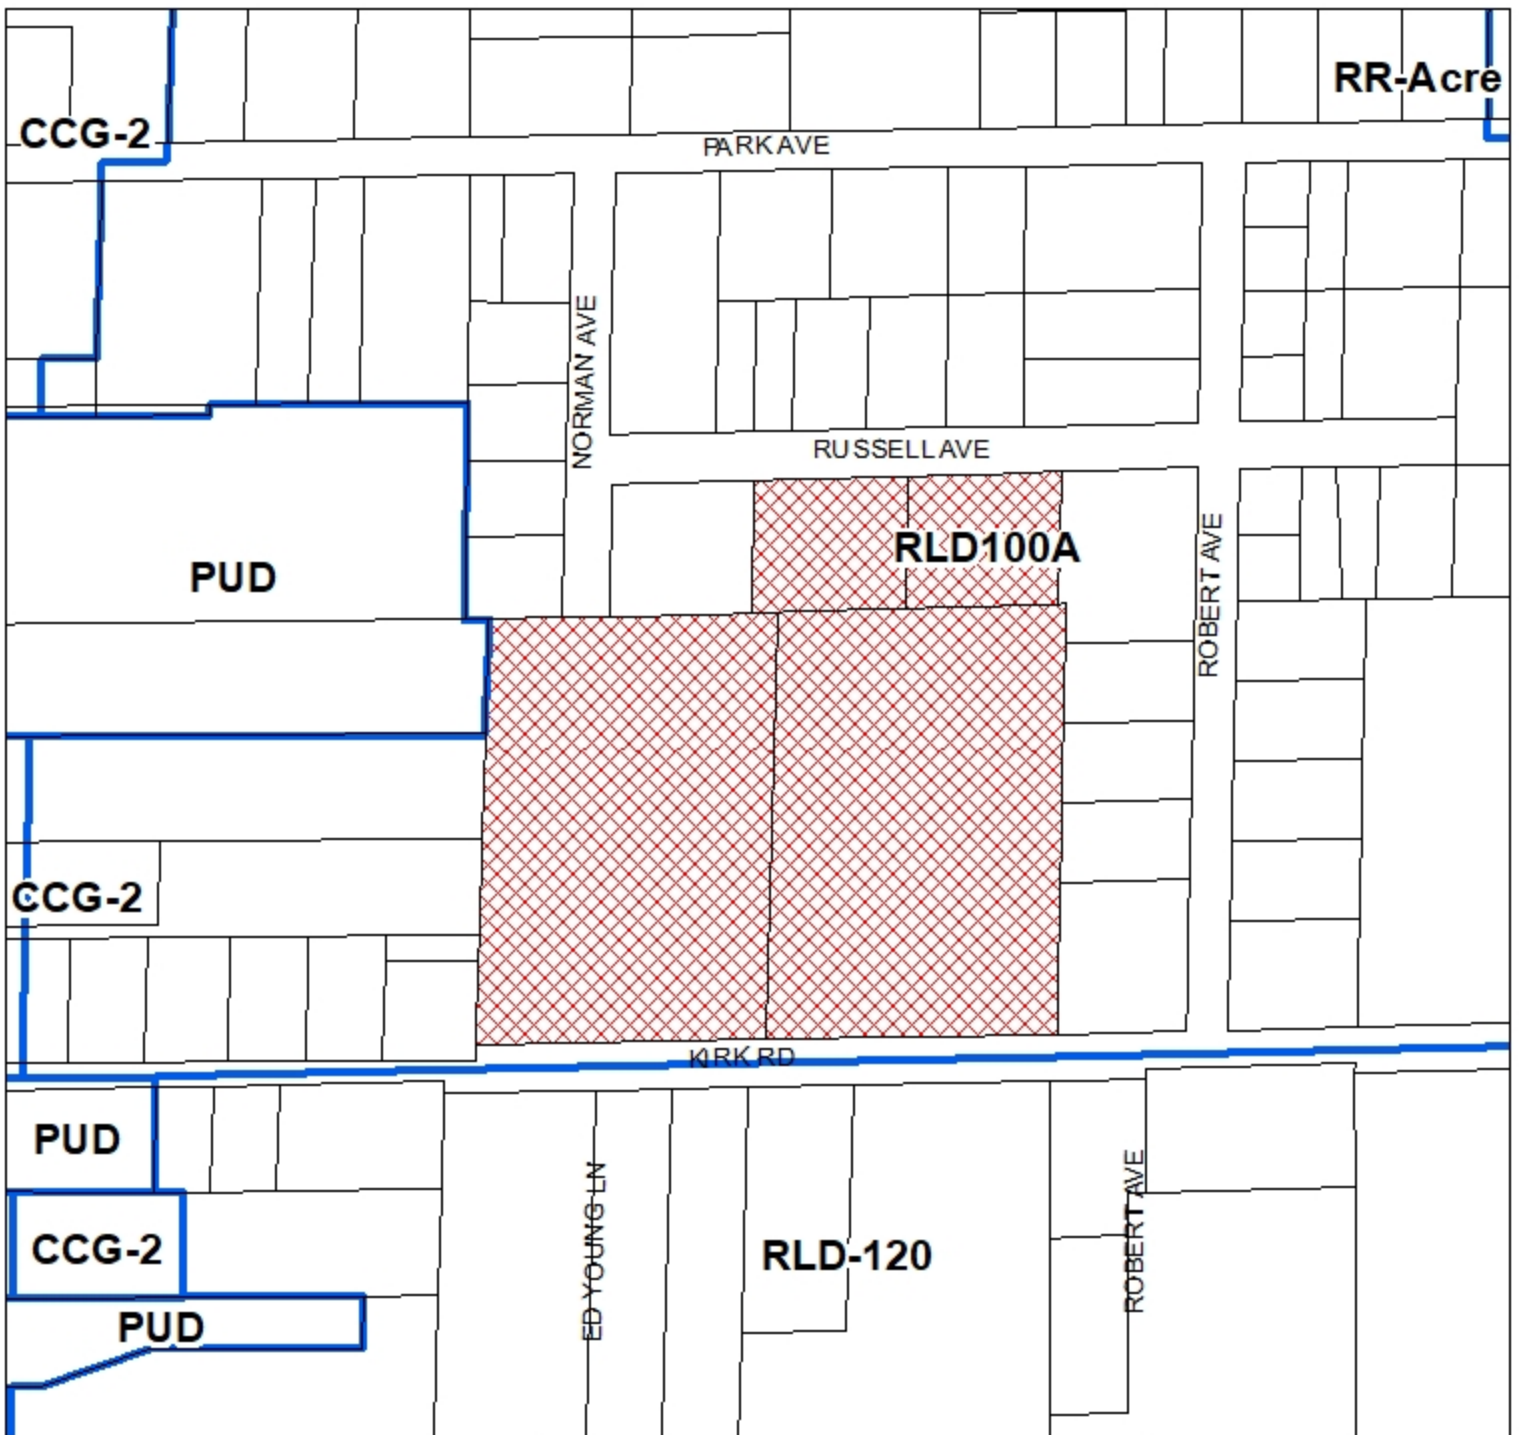 RR-Acre
CCG-2
PARK AVE
NORMAN AVE
RUSSELL AVE
RLD100A
PUD
ROBERT AVE
CCG-2
KIRK RD
PUD
ED YOUNG LN
ROBERT AVE
CCG-2
RLD-120
PUD